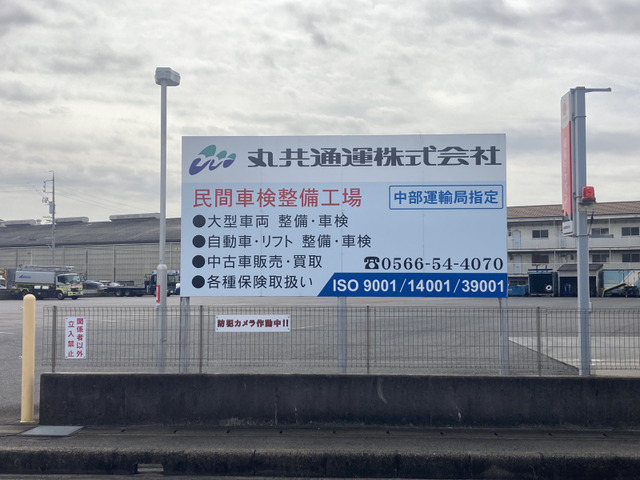 丸共通運株式会社
民間車検整備工場
中部運輸局指定
●大型車両 整備・車検
●自動車・リフト 整備・車検
●中古車販売・買取
☎0566-54-4070
●各種保険取扱い
ISO 9001/14001/39001
関係者以外
立入禁止
防犯カメラ作動中!!